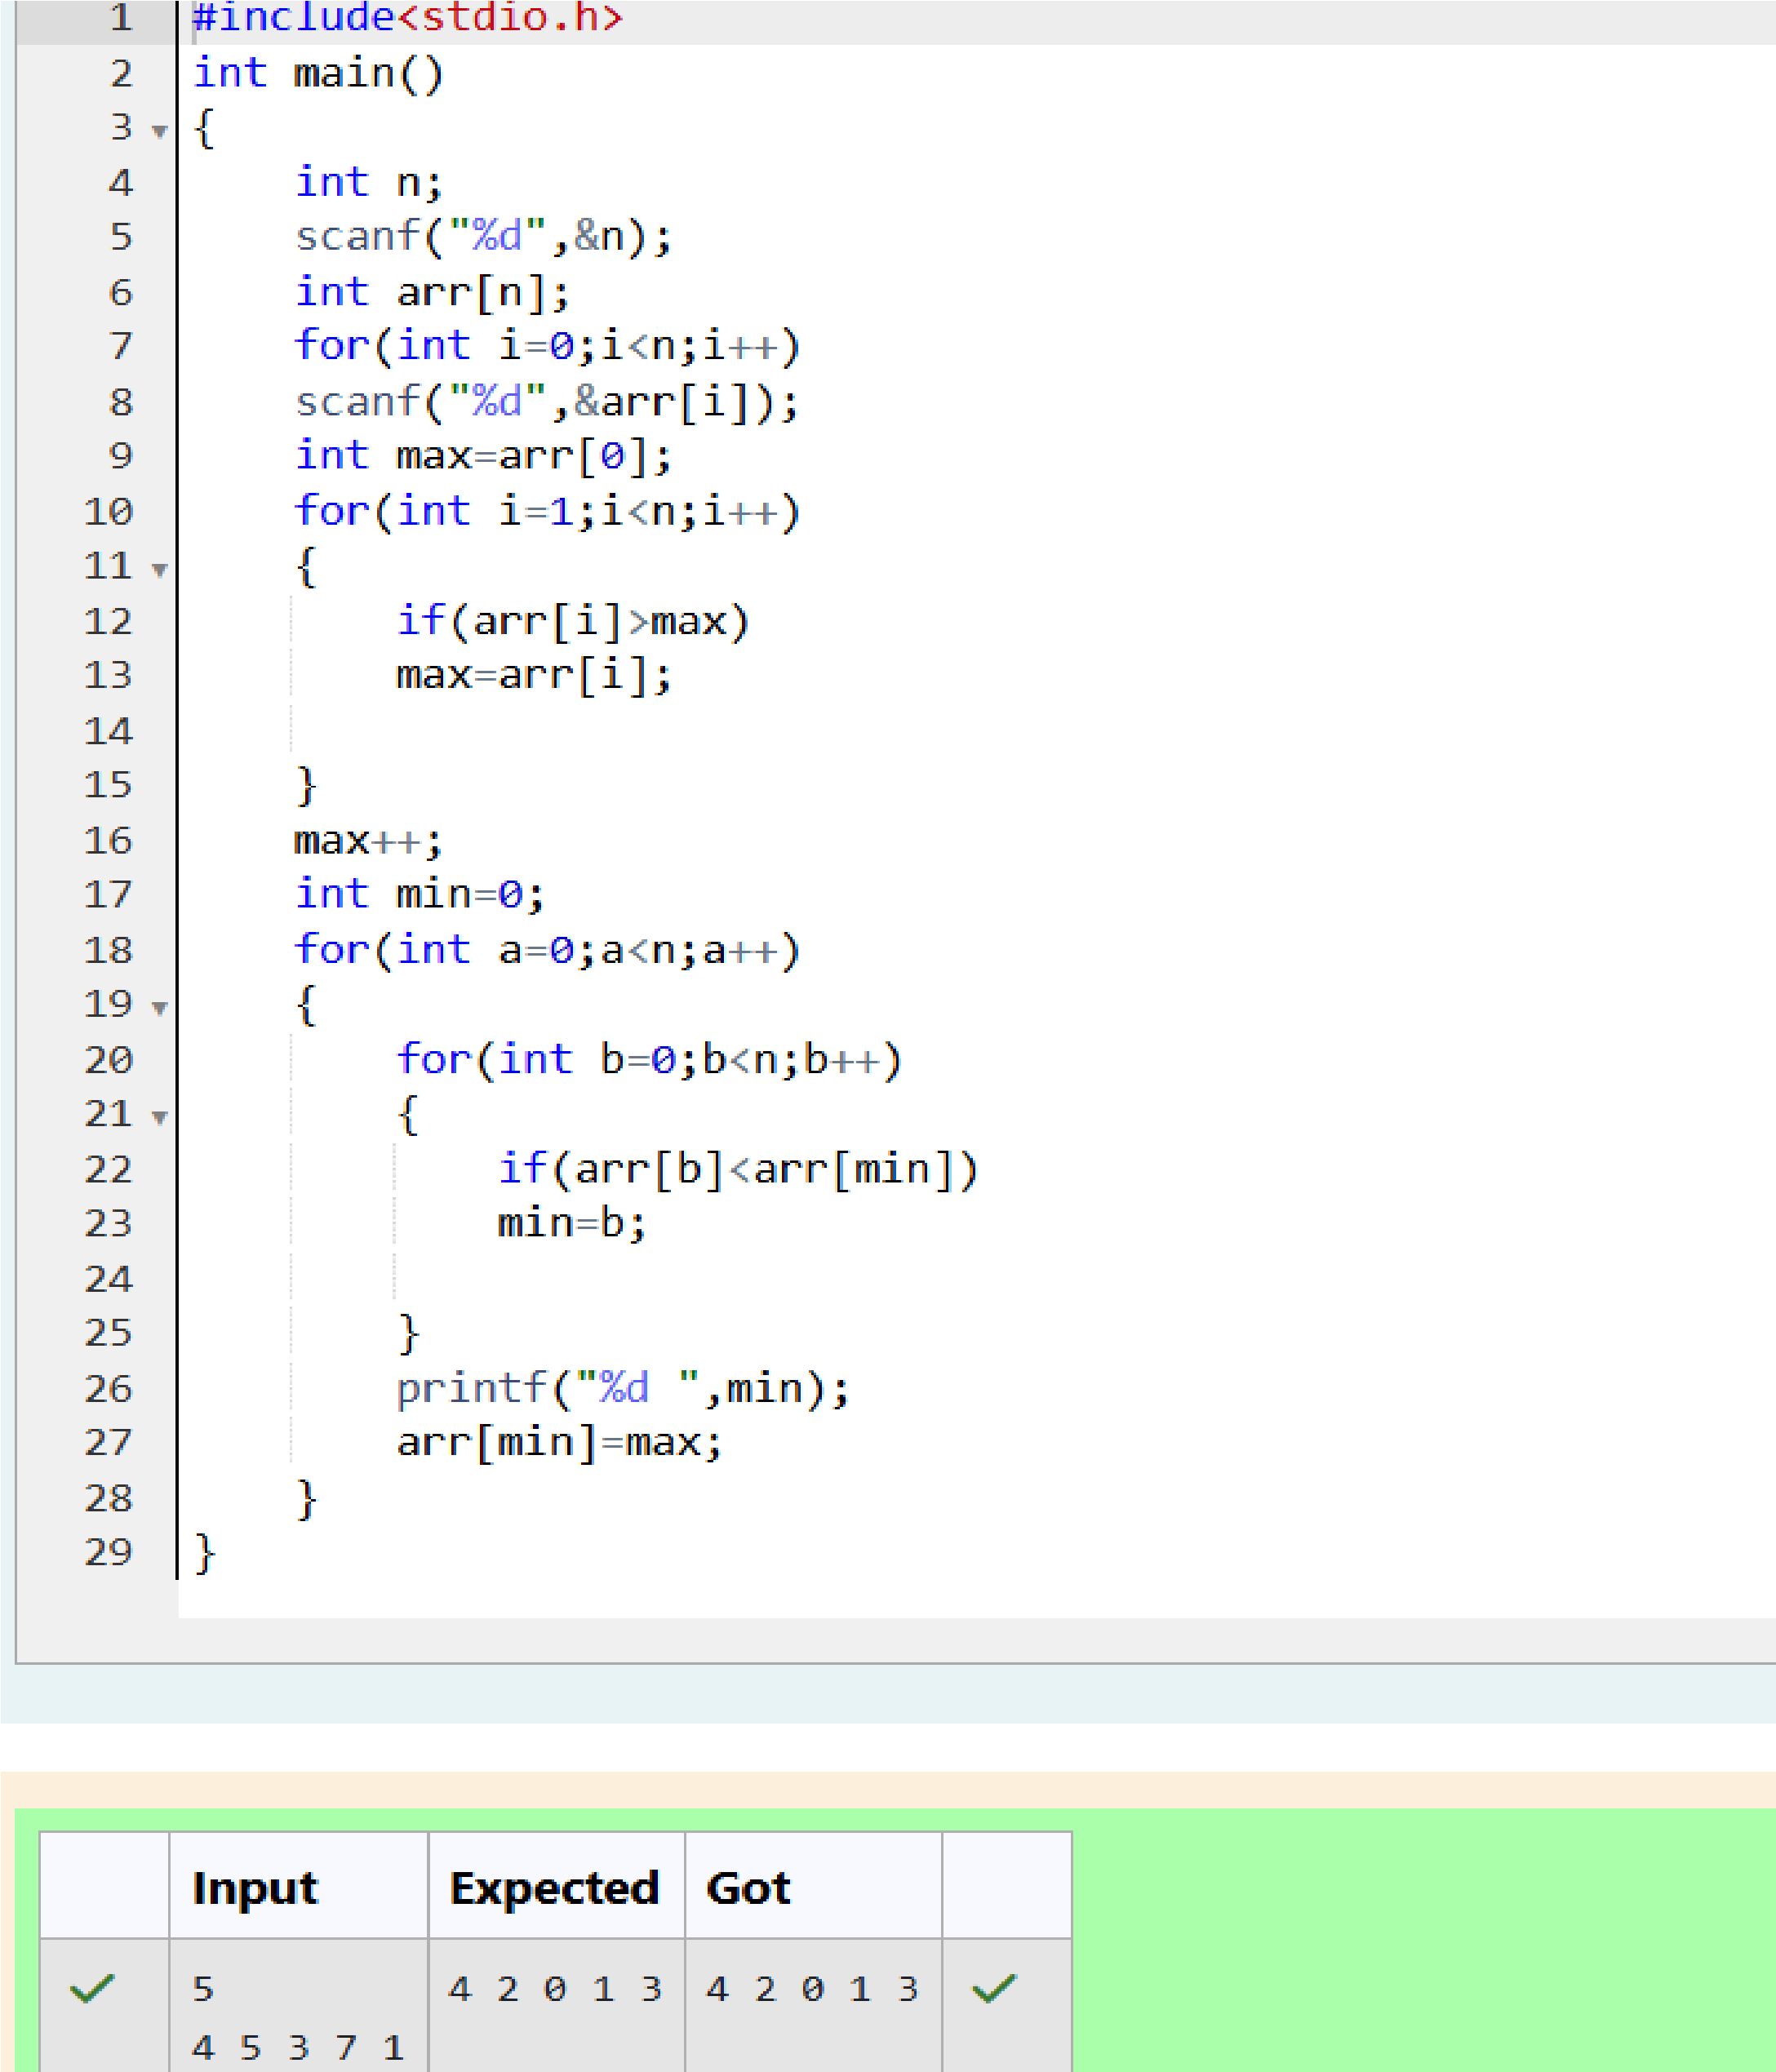 1 #include<stdio.h>
2 int main()
3 {
4 int n;
5 scanf("%d",&n);
6 int arr[n];
7 for(int i=0;i<n;i++)
8 scanf("%d",&arr[i]);
9 int max=arr[0];
10 for(int i=1;i<n;i++)
11 {
12 if(arr[i]>max)
13 max=arr[i];
14
15 }
16 max++;
17 int min=0;
18 for(int a=0;a<n;a++)
19 {
20 for(int b=0;b<n;b++)
21 {
22 if(arr[b]<arr[min])
23 min=b;
24
25 }
26 printf("%d ",min);
27 arr[min]=max;
28 }
29 }
Input Expected Got
5 4 2 0 1 3 4 2 0 1 3
4 5 3 7 1